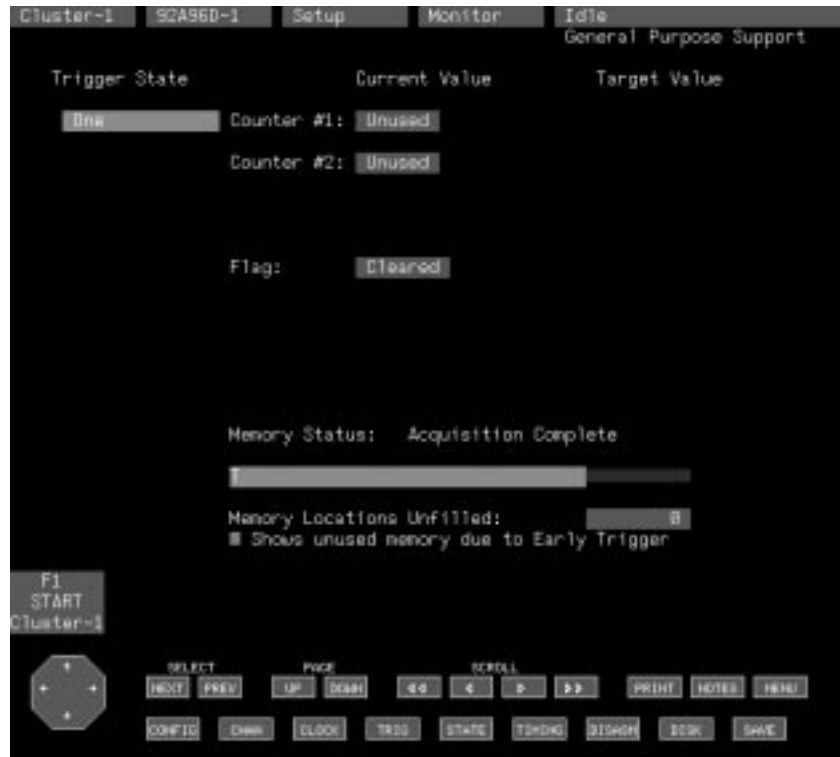 Cluster-1 92A96D-1 Setup Monitor Idle
General Purpose Support
Trigger State Current Value Target Value
One Counter #1: Unused
Counter #2: Unused
Flag: Cleared
Memory Status: Acquisition Complete
T
Memory Locations Unfilled: 0
Shows unused memory due to Early Trigger
F1
START
Cluster-1
SELECT PAGE SCROLL
NEXT PREV UP DOWN PRINT NOTES MENU
CONFIG CHAN CLOCK TRIG STATE TIMING DISASM DISK SAVE